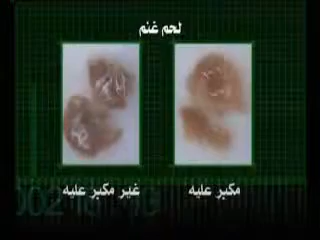 لحم غنم
مكبر عليه
غير مكبر عليه